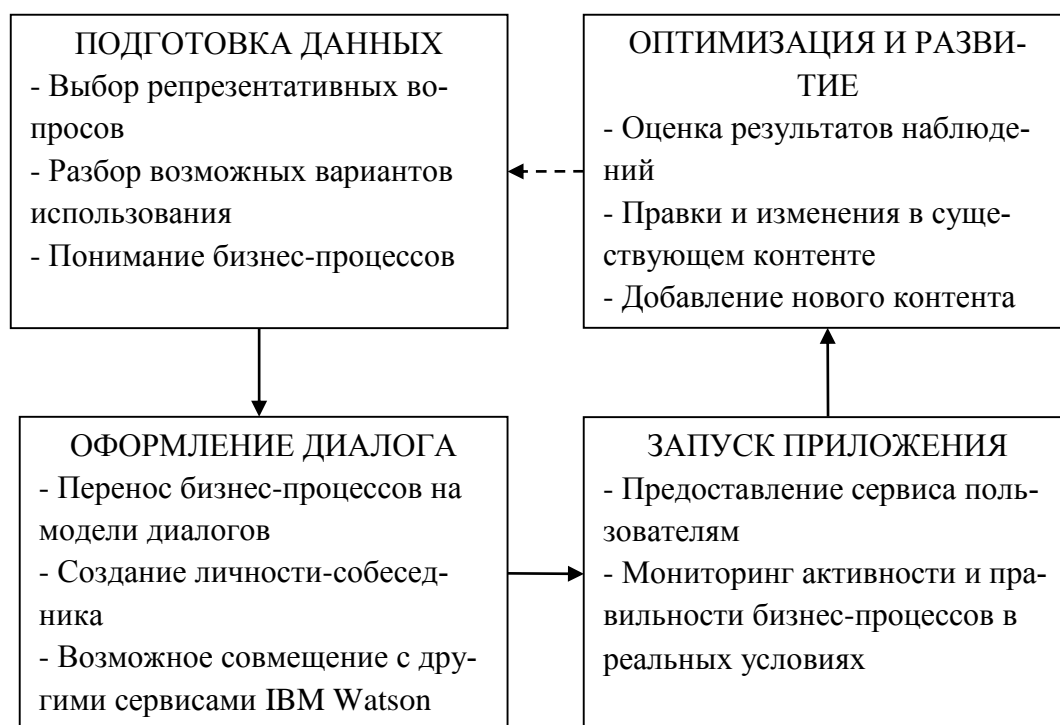 ПОДГОТОВКА ДАННЫХ
- Выбор репрезентативных во-
просов
- Разбор возможных вариантов
использования
- Понимание бизнес-процессов
ОПТИМИЗАЦИЯ И РАЗВИ-
ТИЕ
- Оценка результатов наблюде-
ний
- Правки и изменения в суще-
ствующем контенте
- Добавление нового контента
ОФОРМЛЕНИЕ ДИАЛОГА
- Перенос бизнес-процессов на
модели диалогов
- Создание личности-собесед-
ника
- Возможное совмещение с дру-
гими сервисами IBM Watson
ЗАПУСК ПРИЛОЖЕНИЯ
- Предоставление сервиса поль-
зователям
- Мониторинг активности и пра-
вильности бизнес-процессов в
реальных условиях